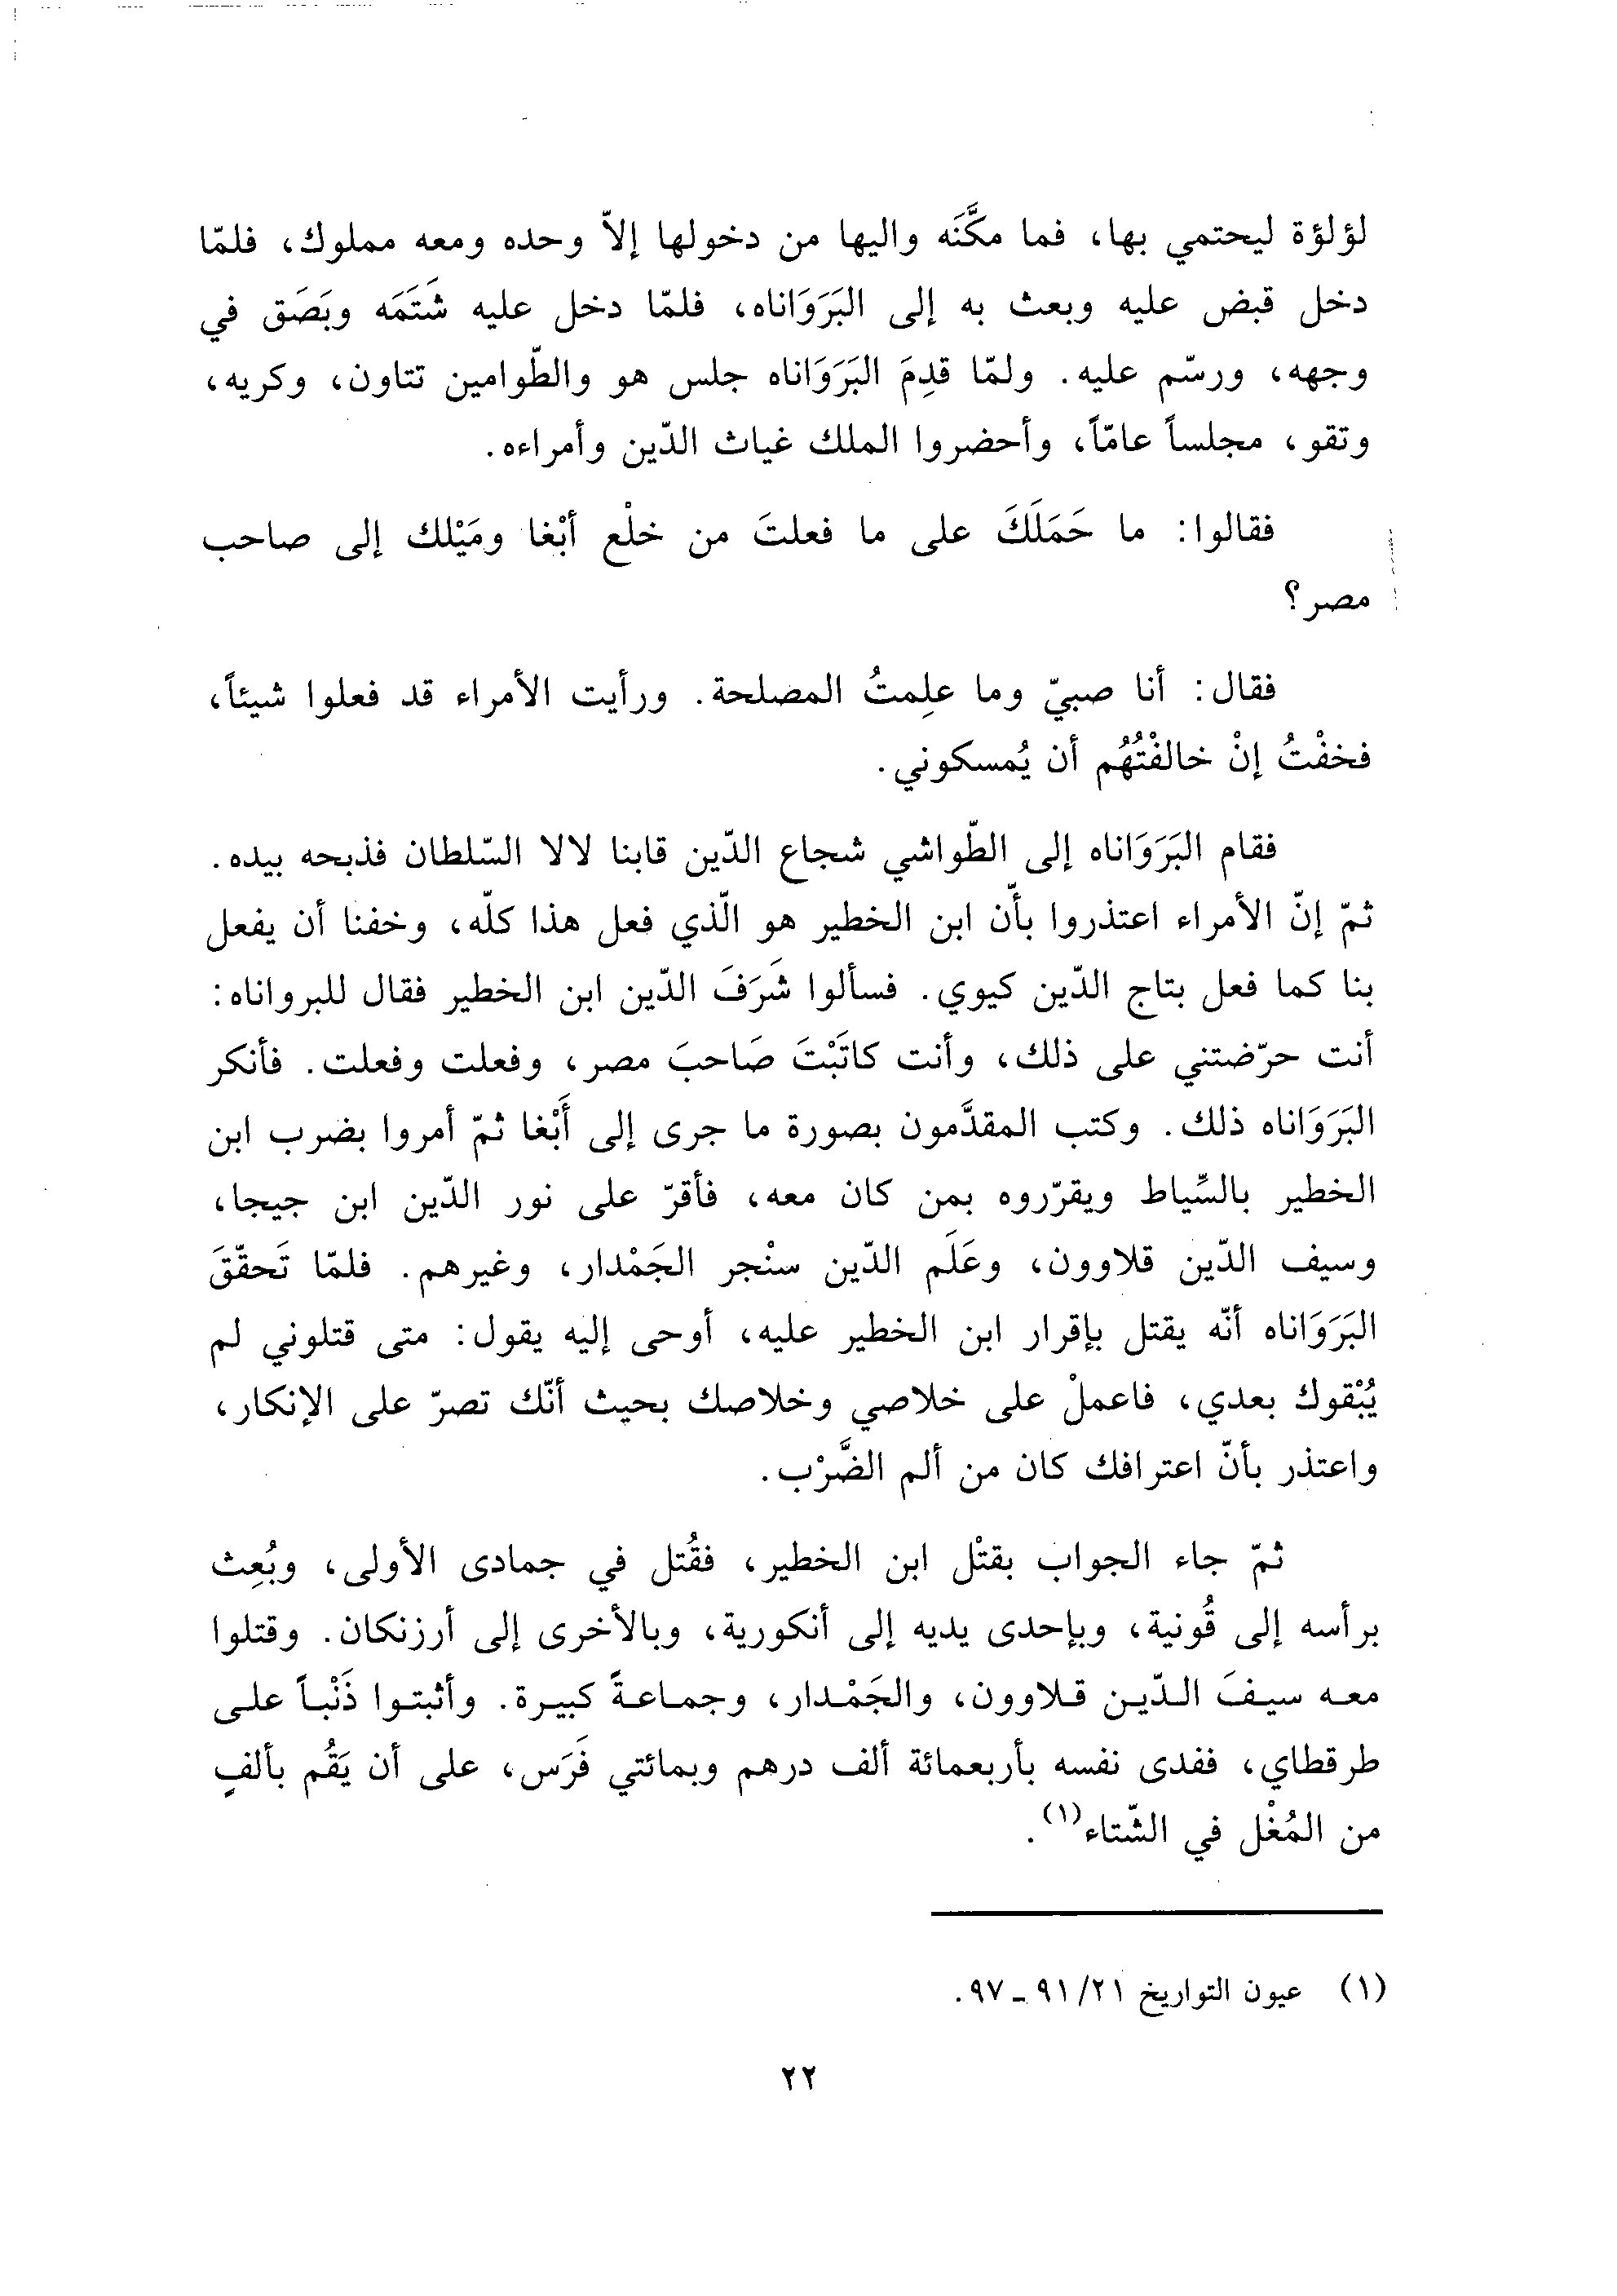 لؤلؤة ليحتمي بها، فما مكَّنَه واليها من دخولها إلاّ وحده ومعه مملوك، فلمّا
دخل قبض عليه وبعث به إلى البَرَوَاناه، فلمّا دخل عليه شَتَمَه وبَصَق في
وجهه، ورسّم عليه. ولمّا قدِمَ البَرَوَاناه جلس هو والطّوامين تتاون، وكريه،
وتقو، مجلساً عامّاً، وأحضروا الملك غياث الدّين وأمراءه.
فقالوا: ما حَمَلَكَ على ما فعلتَ من خلْع أبْغا ومَيْلك إلى صاحب
مصر؟
فقال: أنا صبيّ وما علِمتُ المصلحة. ورأيت الأمراء قد فعلوا شيئاً،
فخفْتُ إنْ خالفْتُهُم أن يُمسكوني.
فقام البَرَوَاناه إلى الطّواشي شجاع الدّين قابنا لالا السّلطان فذبحه بيده.
ثمّ إنّ الأمراء اعتذروا بأّن ابن الخطير هو الّذي فعل هذا كلّه، وخفنا أن يفعل
بنا كما فعل بتاج الدّين كيوي. فسألوا شَرَفَ الدّين ابن الخطير فقال للبرواناه:
أنت حرّضتني على ذلك، وأنت كاتَبْتَ صَاحبَ مصر، وفعلت وفعلت. فأنكر
البَرَوَاناه ذلك. وكتب المقدَّمون بصورة ما جرى إلى أَبْغا ثمّ أمروا بضرب ابن
الخطير بالسِّياط ويقرّروه بمن كان معه، فأقرّ على نور الدّين ابن جيجا،
وسيف الدّين قلاوون، وعَلَم الدّين سنْجر الجَمْدار، وغيرهم. فلمّا تَحقّقَ
البَرَوَاناه أنّه يقتل بإقرار ابن الخطير عليه، أوحى إليه يقول: متى قتلوني لم
يُبْقوك بعدي، فاعملْ على خلاصي وخلاصك بحيث أنّك تصرّ على الإنكار،
واعتذر بأنّ اعترافك كان من ألم الضَّرْب.
ثمّ جاء الجواب بقتْل ابن الخطير، فقُتل في جمادى الأولى، وبُعِث
برأسه إلى قُونية، وبإحدى يديه إلى أنكورية، وبالأخرى إلى أرزنكان. وقتلوا
معه سيفَ الدّين قلاوون، والجَمْدار، وجماعةً كبيرة. وأثبتوا ذَنْباً على
طرقطاي، ففدى نفسه بأربعمائة ألف درهم وبمائتي فَرَس، على أن يَقُم بألفٍ
من المُغْل في الشّتاء(١).
(١) عيون التواريخ ٩١/٢١ ـ ٩٧.
٢٢